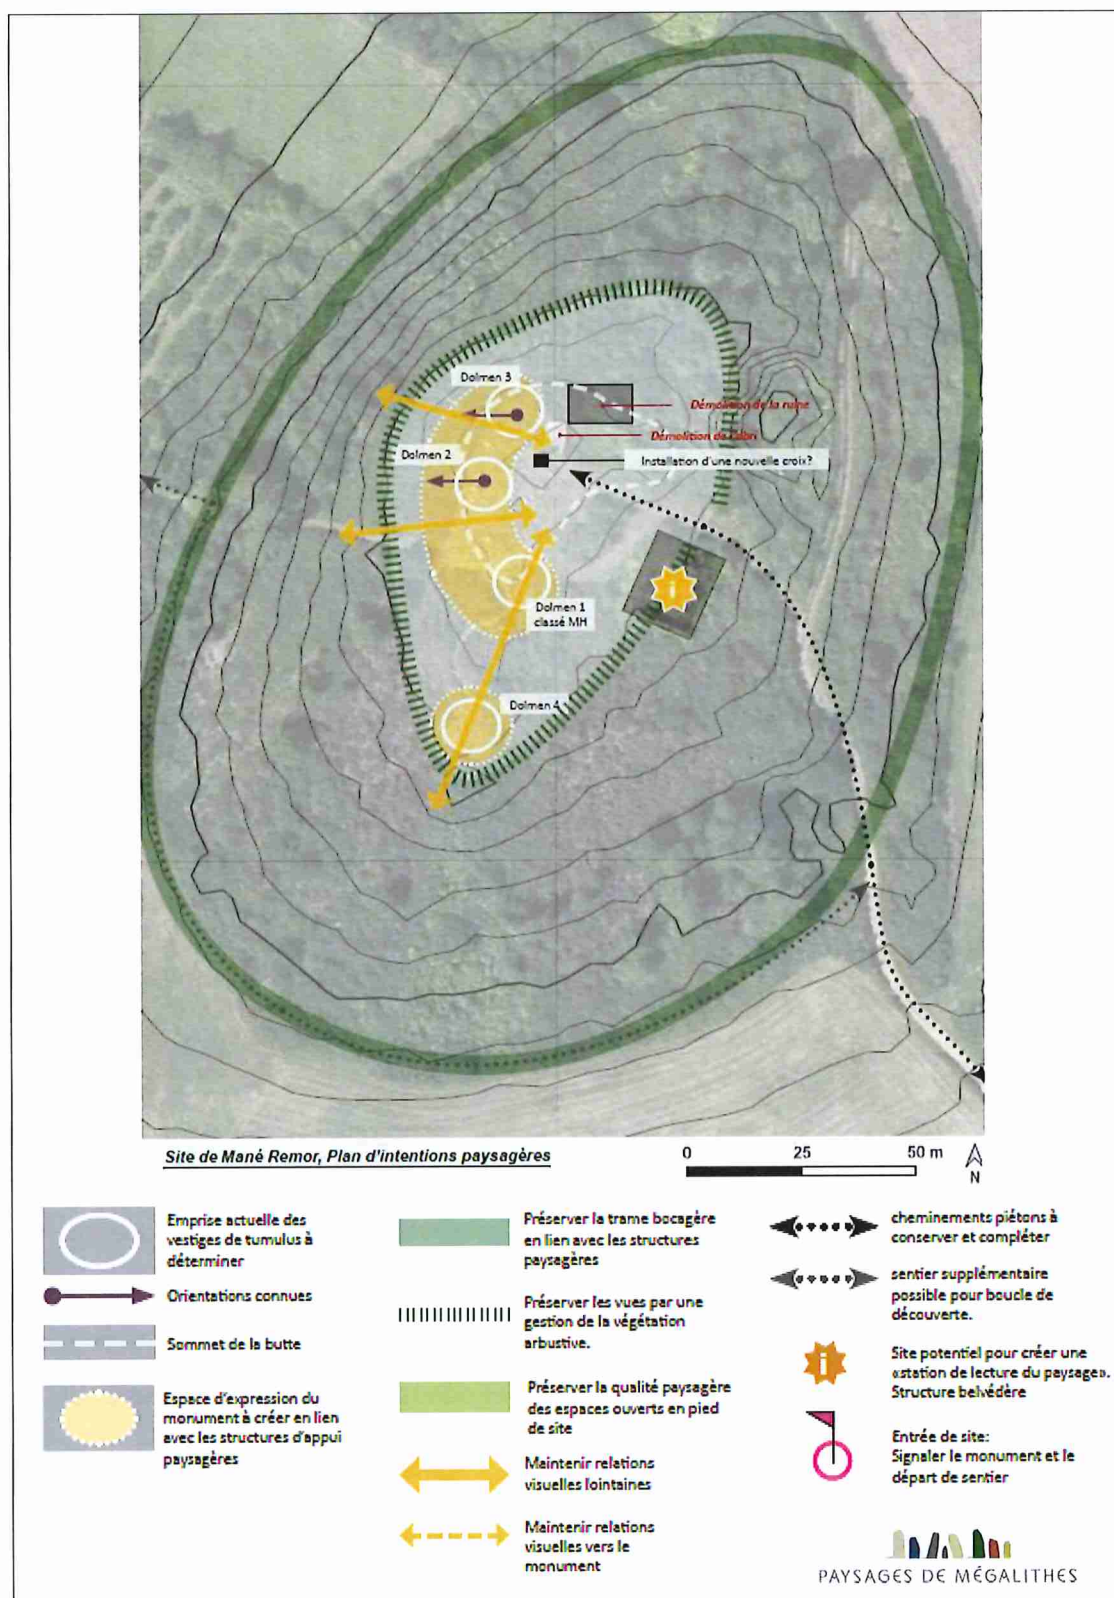 Dolmen 3
Démolition de la ruine
Démolition de l'abri
Dolmen 2
Installation d'une nouvelle croix?
i
Dolmen 1
classé MH
Dolmen 4
Site de Mané Remor, Plan d'intentions paysagères
0 25 50 m
N
Emprise actuelle des
vestiges de tumulus à
déterminer
Orientations connues
Sommet de la butte
Espace d'expression du
monument à créer en lien
avec les structures d'appui
paysagères
Préserver la trame bocagère
en lien avec les structures
paysagères
Préserver les vues par une
gestion de la végétation
arbustive.
Préserver la qualité paysagère
des espaces ouverts en pied
de site
Maintenir relations
visuelles lointaines
Maintenir relations
visuelles vers le
monument
cheminements piétons à
conserver et compléter
sentier supplémentaire
possible pour boucle de
découverte.
i
Site potentiel pour créer une
«station de lecture du paysage».
Structure belvédère
Entrée de site:
Signaler le monument et le
départ de sentier
PAYSAGES DE MÉGALITHES